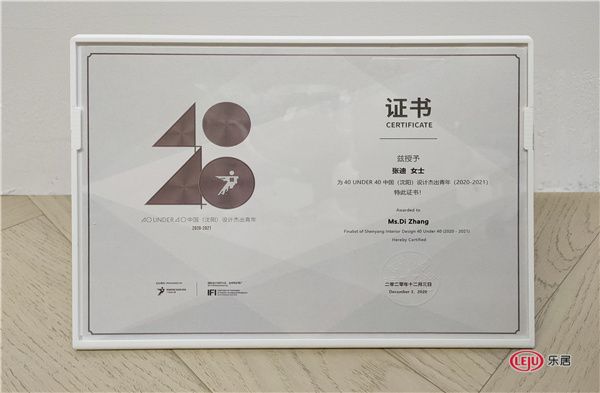 40
40
40 UNDER 40 中国（沈阳）设计杰出青年
2020-2021
IFI
证书
CERTIFICATE
兹授予
张迪 女士
为 40 UNDER 40 中国（沈阳）设计杰出青年（2020-2021）
特此证书！
Awarded to
Ms.Di Zhang
Finalist of Shenyang Interior Design 40 Under 40 (2020 - 2021)
Hereby Certified
二零二零年十二月三日
December 3, 2020
LEJU 乐居